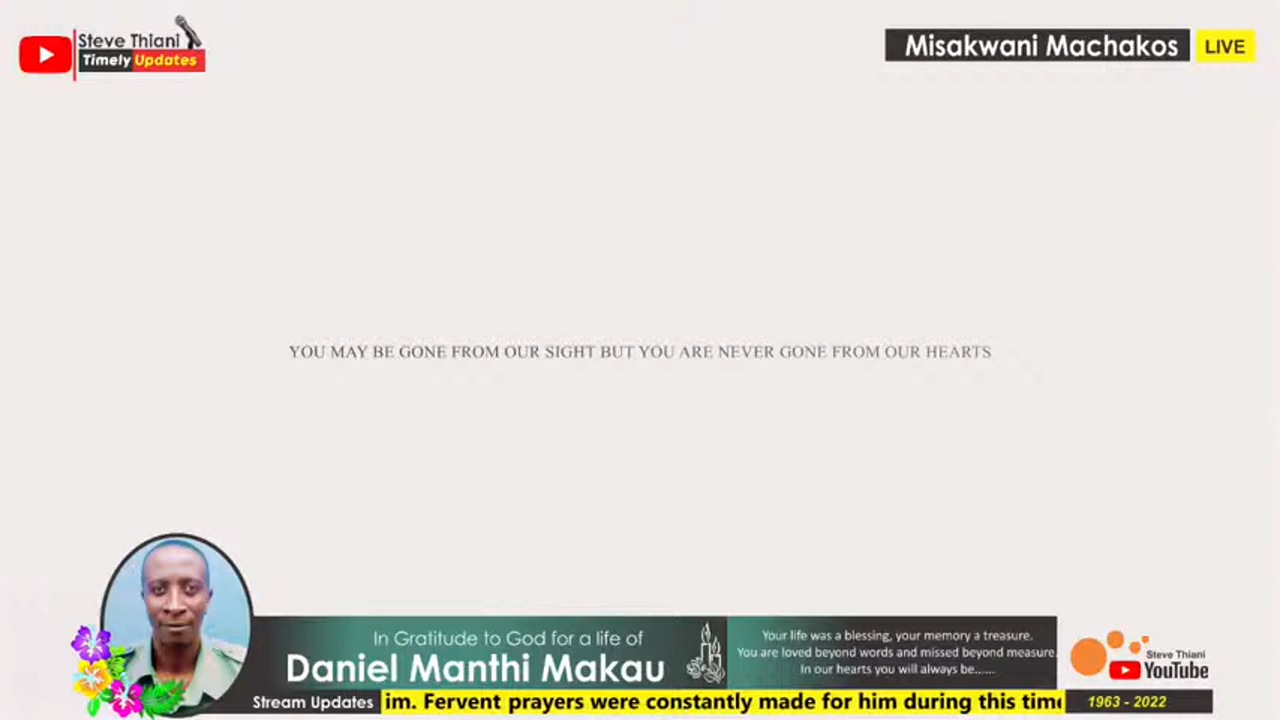 Steve Thiani
Timely Updates
Misakwani Machakos
LIVE
YOU MAY BE GONE FROM OUR SIGHT BUT YOU ARE NEVER GONE FROM OUR HEARTS
In Gratitude to God for a life of
Daniel Manthi Makau
Your life was a blessing, your memory a treasure.
You are loved beyond words and missed beyond measure.
In our hearts you will always be......
Steve Thiani
YouTube
Stream Updates
im. Fervent prayers were constantly made for him during this time
1963 - 2022